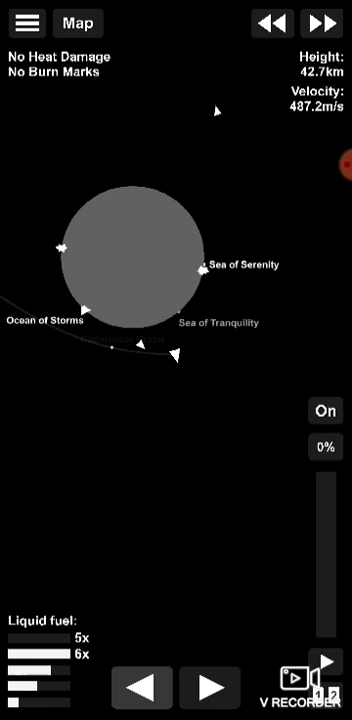 Map
No Heat Damage
No Burn Marks
Height:
42.7km
Velocity:
487.2m/s
Sea of Serenity
Ocean of Storms
Sea of Tranquility
On
0%
Liquid fuel:
5x
6x
V RECORDER